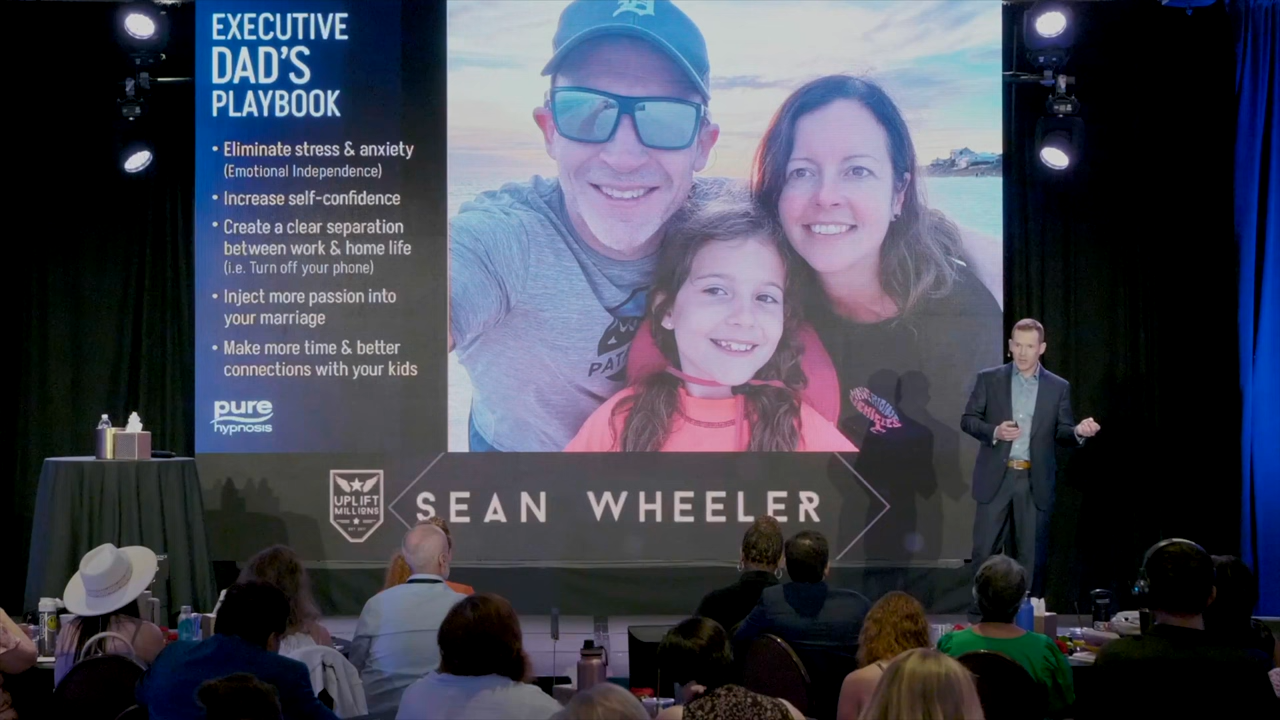 EXECUTIVE
DAD'S
PLAYBOOK
• Eliminate stress & anxiety
(Emotional Independence)
• Increase self-confidence
• Create a clear separation
between work & home life
(i.e. Turn off your phone)
• Inject more passion into
your marriage
• Make more time & better
connections with your kids
pure
hypnosis
D
PAT
UPLIFT
MILLIONS
SEAN WHEELER